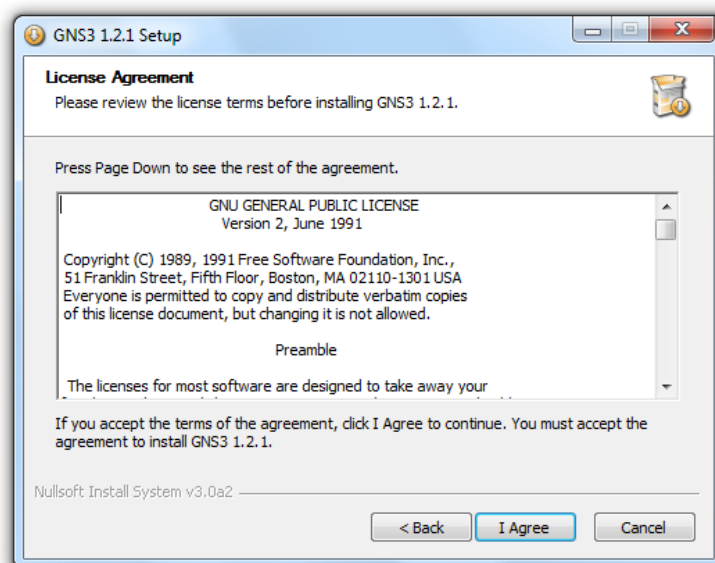 GNS3 1.2.1 Setup
License Agreement
Please review the license terms before installing GNS3 1.2.1.
Press Page Down to see the rest of the agreement.
GNU GENERAL PUBLIC LICENSE
Version 2, June 1991
Copyright (C) 1989, 1991 Free Software Foundation, Inc.,
51 Franklin Street, Fifth Floor, Boston, MA 02110-1301 USA
Everyone is permitted to copy and distribute verbatim copies
of this license document, but changing it is not allowed.
Preamble
The licenses for most software are designed to take away your
If you accept the terms of the agreement, click I Agree to continue. You must accept the
agreement to install GNS3 1.2.1.
Nullsoft Install System v3.0a2
< Back I Agree Cancel